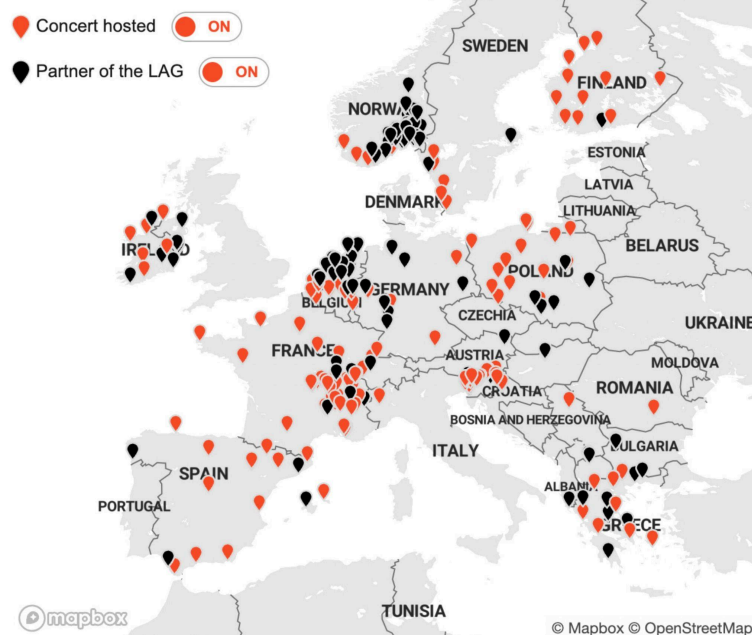 Concert hosted ON
Partner of the LAG ON
SWEDEN
FINLAND
NORWAY
ESTONIA
LATVIA
DENMARK
LITHUANIA
BELARUS
IRELAND
POLAND
GERMANY
BELGIUM
CZECHIA
UKRAINE
FRANCE
AUSTRIA
MOLDOVA
CROATIA
ROMANIA
BOSNIA AND HERZEGOVINA
BULGARIA
ITALY
SPAIN
ALBANIA
PORTUGAL
GREECE
TUNISIA
mapbox
© Mapbox © OpenStreetMap